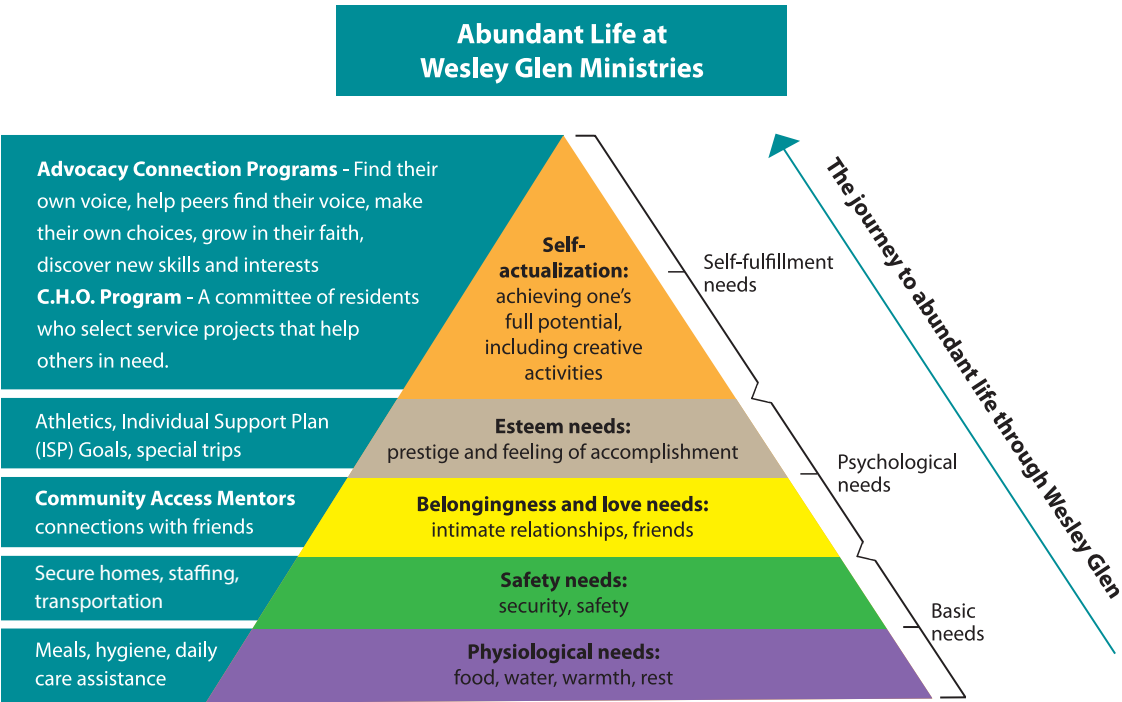 Abundant Life at
Wesley Glen Ministries
Advocacy Connection Programs - Find their
own voice, help peers find their voice, make
their own choices, grow in their faith,
discover new skills and interests
C.H.O. Program - A committee of residents
who select service projects that help
others in need.
Self-
actualization:
achieving one's
full potential,
including creative
activities
Self-fulfillment
needs
Athletics, Individual Support Plan
(ISP) Goals, special trips
Esteem needs:
prestige and feeling of accomplishment
Psychological
needs
Community Access Mentors
connections with friends
Belongingness and love needs:
intimate relationships, friends
Secure homes, staffing,
transportation
Safety needs:
security, safety
Basic
needs
Meals, hygiene, daily
care assistance
Physiological needs:
food, water, warmth, rest
The journey to abundant life through Wesley Glen